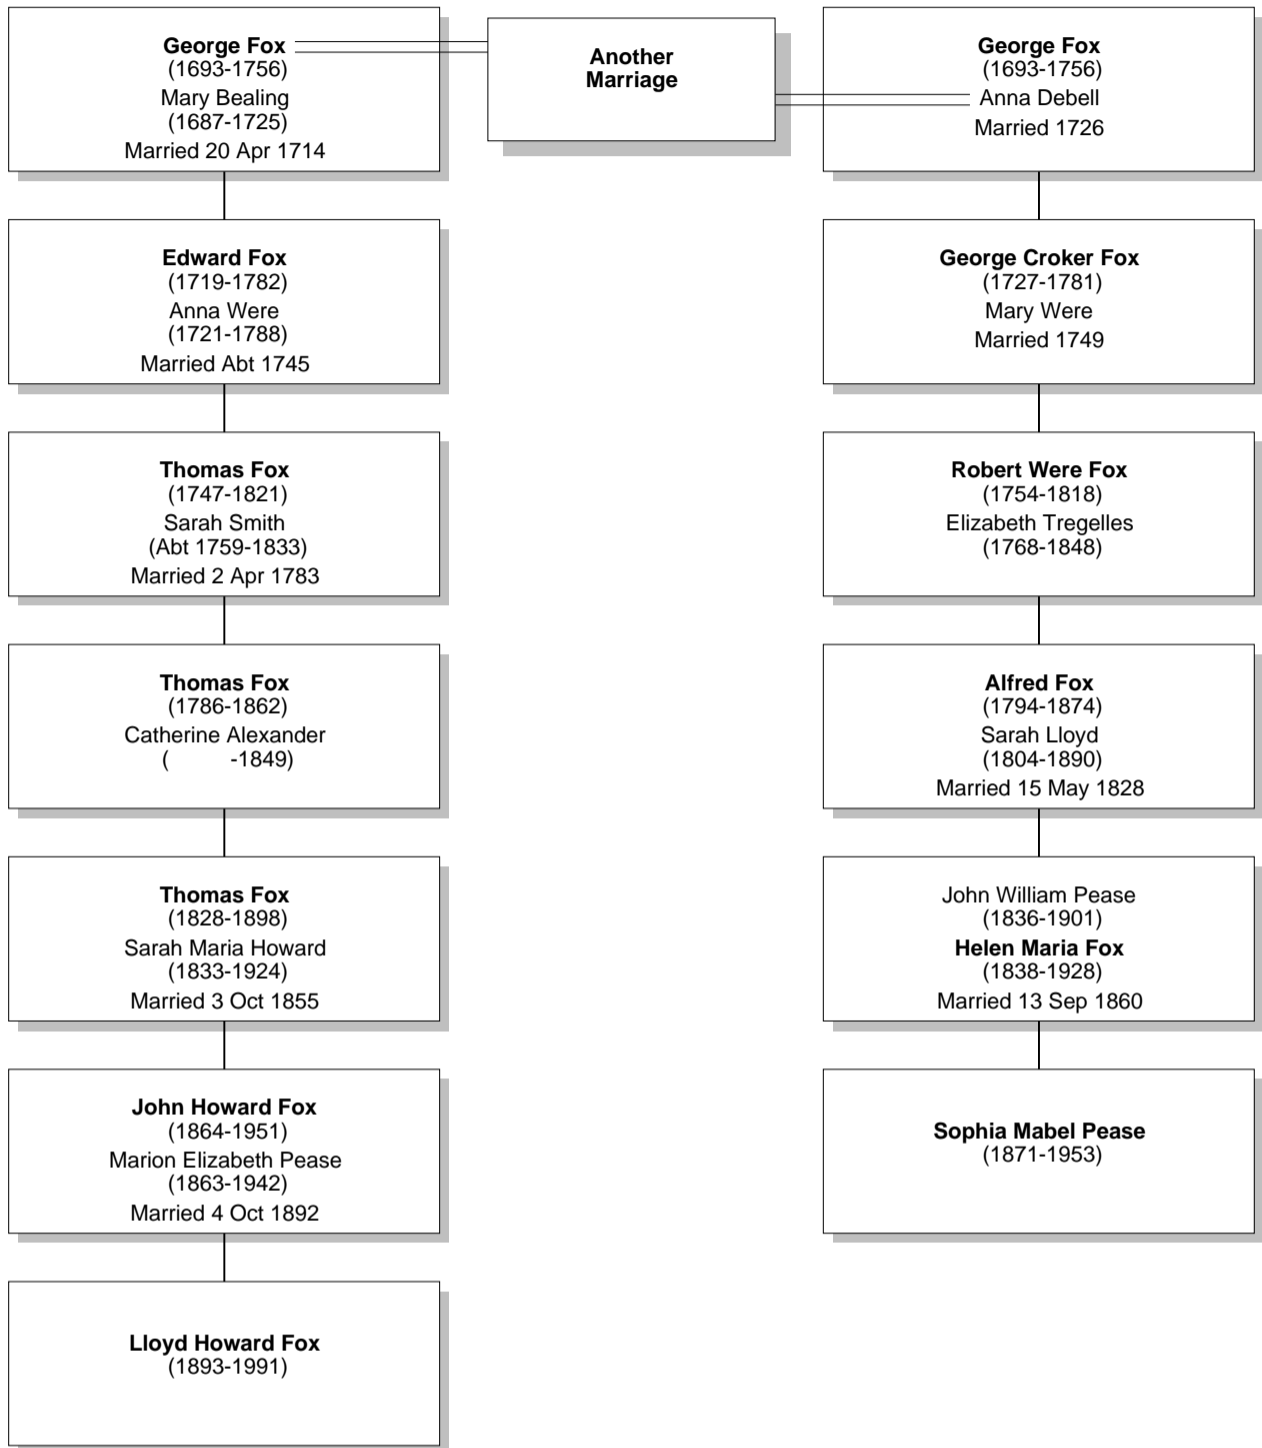 George Fox
(1693-1756)
Mary Bealing
(1687-1725)
Married 20 Apr 1714
Another
Marriage
George Fox
(1693-1756)
Anna Debell
Married 1726
Edward Fox
(1719-1782)
Anna Were
(1721-1788)
Married Abt 1745
George Croker Fox
(1727-1781)
Mary Were
Married 1749
Thomas Fox
(1747-1821)
Sarah Smith
(Abt 1759-1833)
Married 2 Apr 1783
Robert Were Fox
(1754-1818)
Elizabeth Tregelles
(1768-1848)
Thomas Fox
(1786-1862)
Catherine Alexander
(          -1849)
Alfred Fox
(1794-1874)
Sarah Lloyd
(1804-1890)
Married 15 May 1828
Thomas Fox
(1828-1898)
Sarah Maria Howard
(1833-1924)
Married 3 Oct 1855
John William Pease
(1836-1901)
Helen Maria Fox
(1838-1928)
Married 13 Sep 1860
John Howard Fox
(1864-1951)
Marion Elizabeth Pease
(1863-1942)
Married 4 Oct 1892
Sophia Mabel Pease
(1871-1953)
Lloyd Howard Fox
(1893-1991)